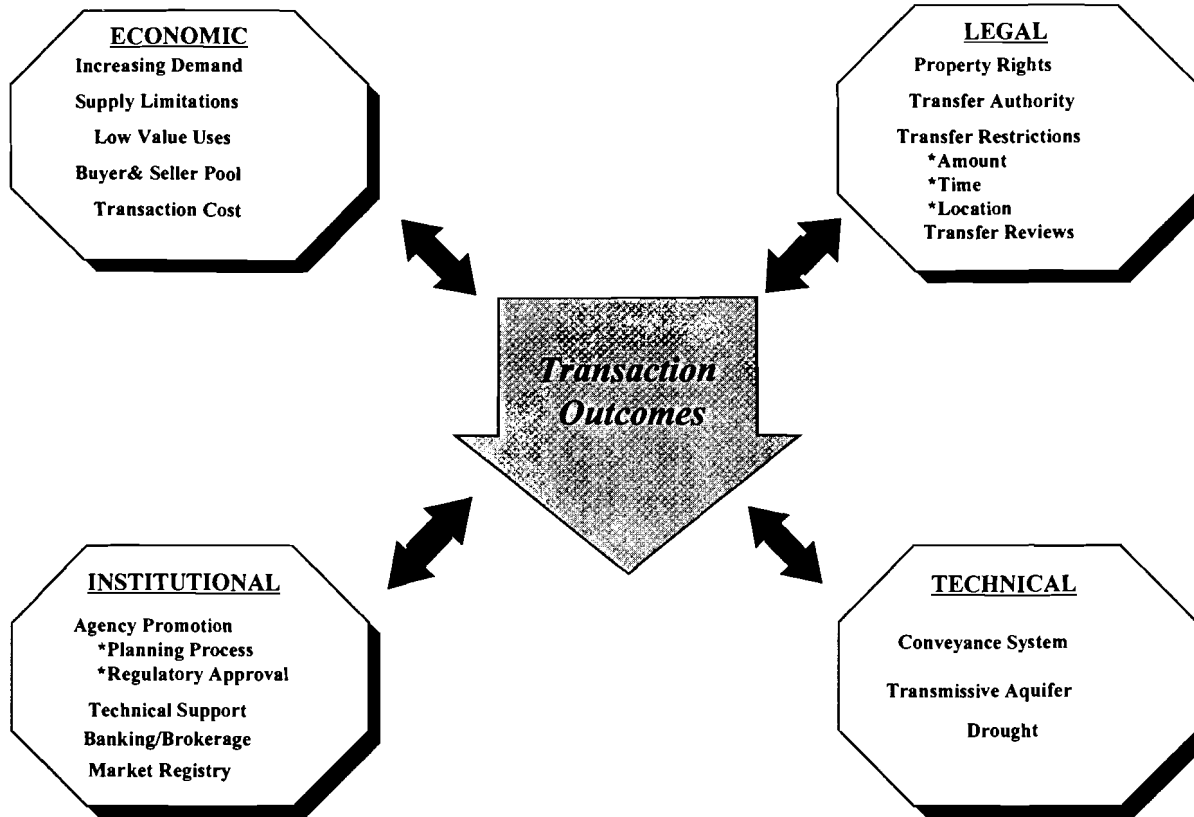 ECONOMIC
Increasing Demand
Supply Limitations
Low Value Uses
Buyer& Seller Pool
Transaction Cost
LEGAL
Property Rights
Transfer Authority
Transfer Restrictions
*Amount
*Time
*Location
Transfer Reviews
Transaction
Outcomes
INSTITUTIONAL
Agency Promotion
*Planning Process
*Regulatory Approval
Technical Support
Banking/Brokerage
Market Registry
TECHNICAL
Conveyance System
Transmissive Aquifer
Drought